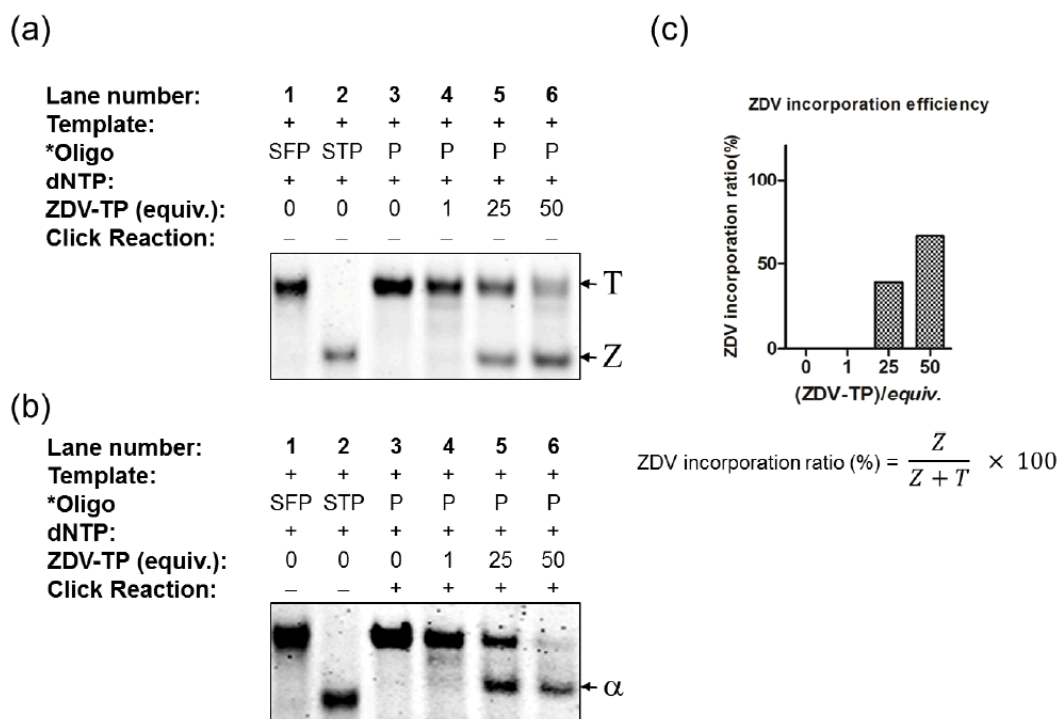 (a)
Lane number: 1 2 3 4 5 6
Template: + + + + + +
*Oligo SFP STP P P P P
dNTP: + + + + + +
ZDV-TP (equiv.): 0 0 0 1 25 50
Click Reaction: – – – – – –
T
Z
(b)
Lane number: 1 2 3 4 5 6
Template: + + + + + +
*Oligo SFP STP P P P P
dNTP: + + + + + +
ZDV-TP (equiv.): 0 0 0 1 25 50
Click Reaction: – – + + + +
α
(c)
ZDV incorporation efficiency
ZDV incorporation ratio(%)
100
50
0
0 1 25 50
(ZDV-TP)/equiv.
ZDV incorporation ratio (%) = Z / Z + T × 100